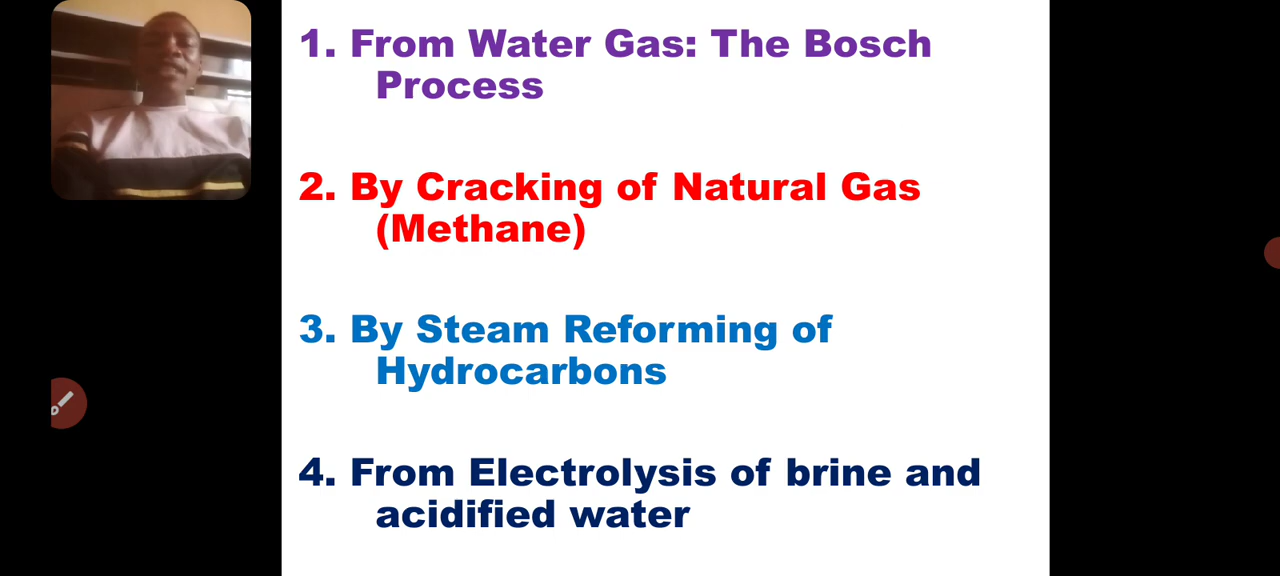 1. From Water Gas: The Bosch
Process
2. By Cracking of Natural Gas
(Methane)
3. By Steam Reforming of
Hydrocarbons
4. From Electrolysis of brine and
acidified water